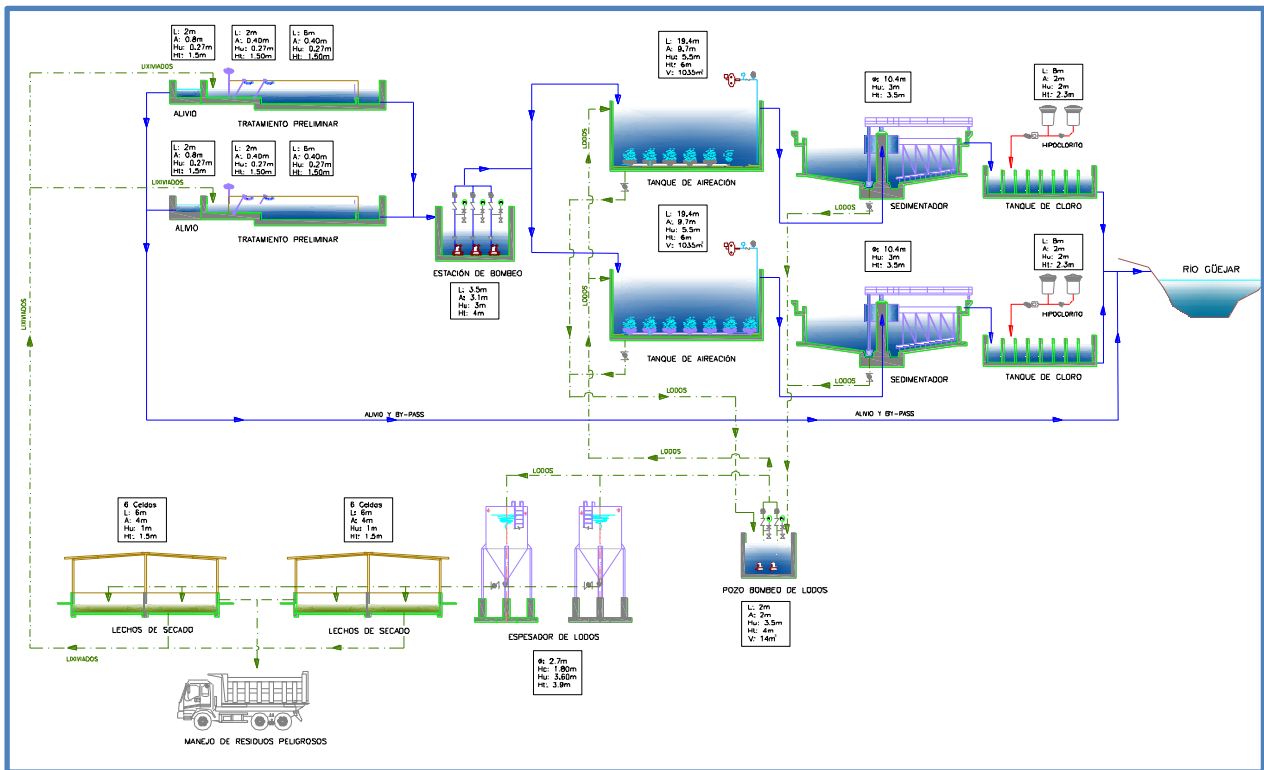 L: 2m
A: 0.8m
Hu: 0.27m
Ht: 1.5m
L: 2m
A: 0.40m
Hu: 0.27m
Ht: 1.50m
L: 6m
A: 0.40m
Hu: 0.27m
Ht: 1.50m
LIXIVIADOS
ALIVIO
TRATAMIENTO PRELIMINAR
L: 2m
A: 0.8m
Hu: 0.27m
Ht: 1.5m
L: 2m
A: 0.40m
Hu: 0.27m
Ht: 1.50m
L: 6m
A: 0.40m
Hu: 0.27m
Ht: 1.50m
LIXIVIADOS
ALIVIO
TRATAMIENTO PRELIMINAR
ESTACIÓN DE BOMBEO
L: 3.5m
A: 3.1m
Hu: 3m
Ht: 4m
L: 19.4m
A: 9.7m
Hu: 5.5m
Ht: 6m
V: 1035m³
LODOS
TANQUE DE AIREACIÓN
L: 19.4m
A: 9.7m
Hu: 5.5m
Ht: 6m
V: 1035m³
LODOS
TANQUE DE AIREACIÓN
Φ: 10.4m
Hu: 3m
Ht: 3.5m
LODOS
SEDIMENTADOR
Φ: 10.4m
Hu: 3m
Ht: 3.5m
LODOS
SEDIMENTADOR
L: 8m
A: 2m
Hu: 2m
Ht: 2.3m
HIPOCLORITO
TANQUE DE CLORO
L: 8m
A: 2m
Hu: 2m
Ht: 2.3m
HIPOCLORITO
TANQUE DE CLORO
RÍO GÜEJAR
LIXIVIADOS
LODOS
ALIVIO Y BY-PASS
ALIVIO Y BY-PASS
LODOS
LODOS
6 Celdas
L: 6m
A: 4m
Hu: 1m
Ht: 1.5m
6 Celdas
L: 6m
A: 4m
Hu: 1m
Ht: 1.5m
LECHOS DE SECADO
LECHOS DE SECADO
LIXIVIADOS
ESPESADOR DE LODOS
Φ: 2.7m
Hc: 1.80m
Hu: 3.60m
Ht: 3.9m
POZO BOMBEO DE LODOS
L: 2m
A: 2m
Hu: 3.5m
Ht: 4m
V: 14m³
MANEJO DE RESIDUOS PELIGROSOS